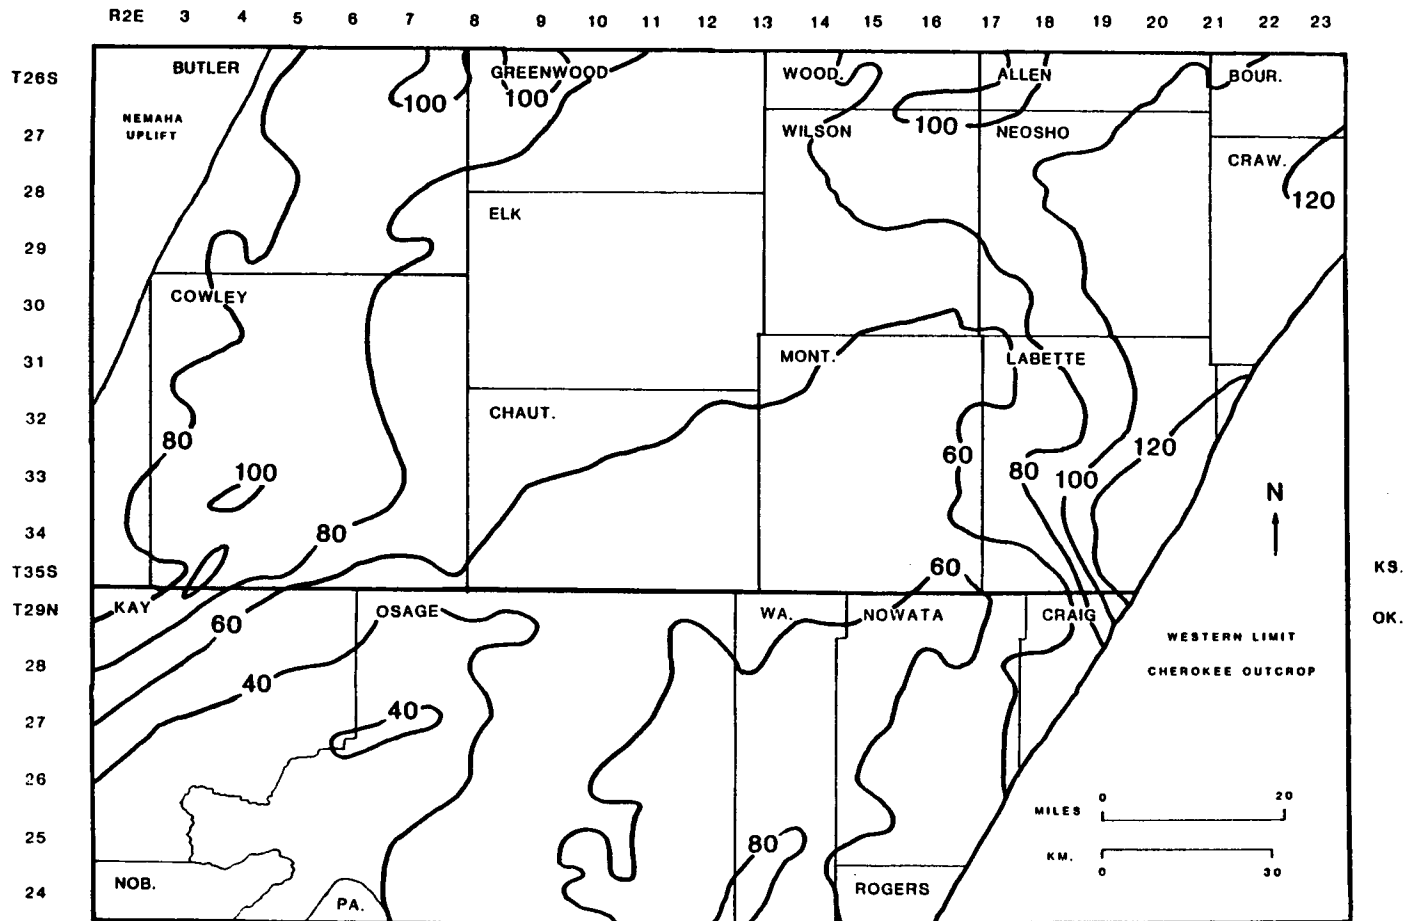 R2E 3 4 5 6 7 8 9 10 11 12 13 14 15 16 17 18 19 20 21 22 23
T26S BUTLER GREENWOOD WOOD. ALLEN BOUR.
100 100
NEMAHA
UPLIFT
27 WILSON 100 NEOSHO
CRAW.
28 120
ELK
29
30 COWLEY
31 MONT. LABETTE
32 CHAUT.
80 60 120
33 100 80 100
N
34 80
T35S 60 KS.
T29N KAY 60 OSAGE WA. NOWATA CRAIG OK.
WESTERN LIMIT
28 CHEROKEE OUTCROP
40
27 40
26
0 20
MILES
25 80
KM.
0 30
24 NOB. PA. ROGERS